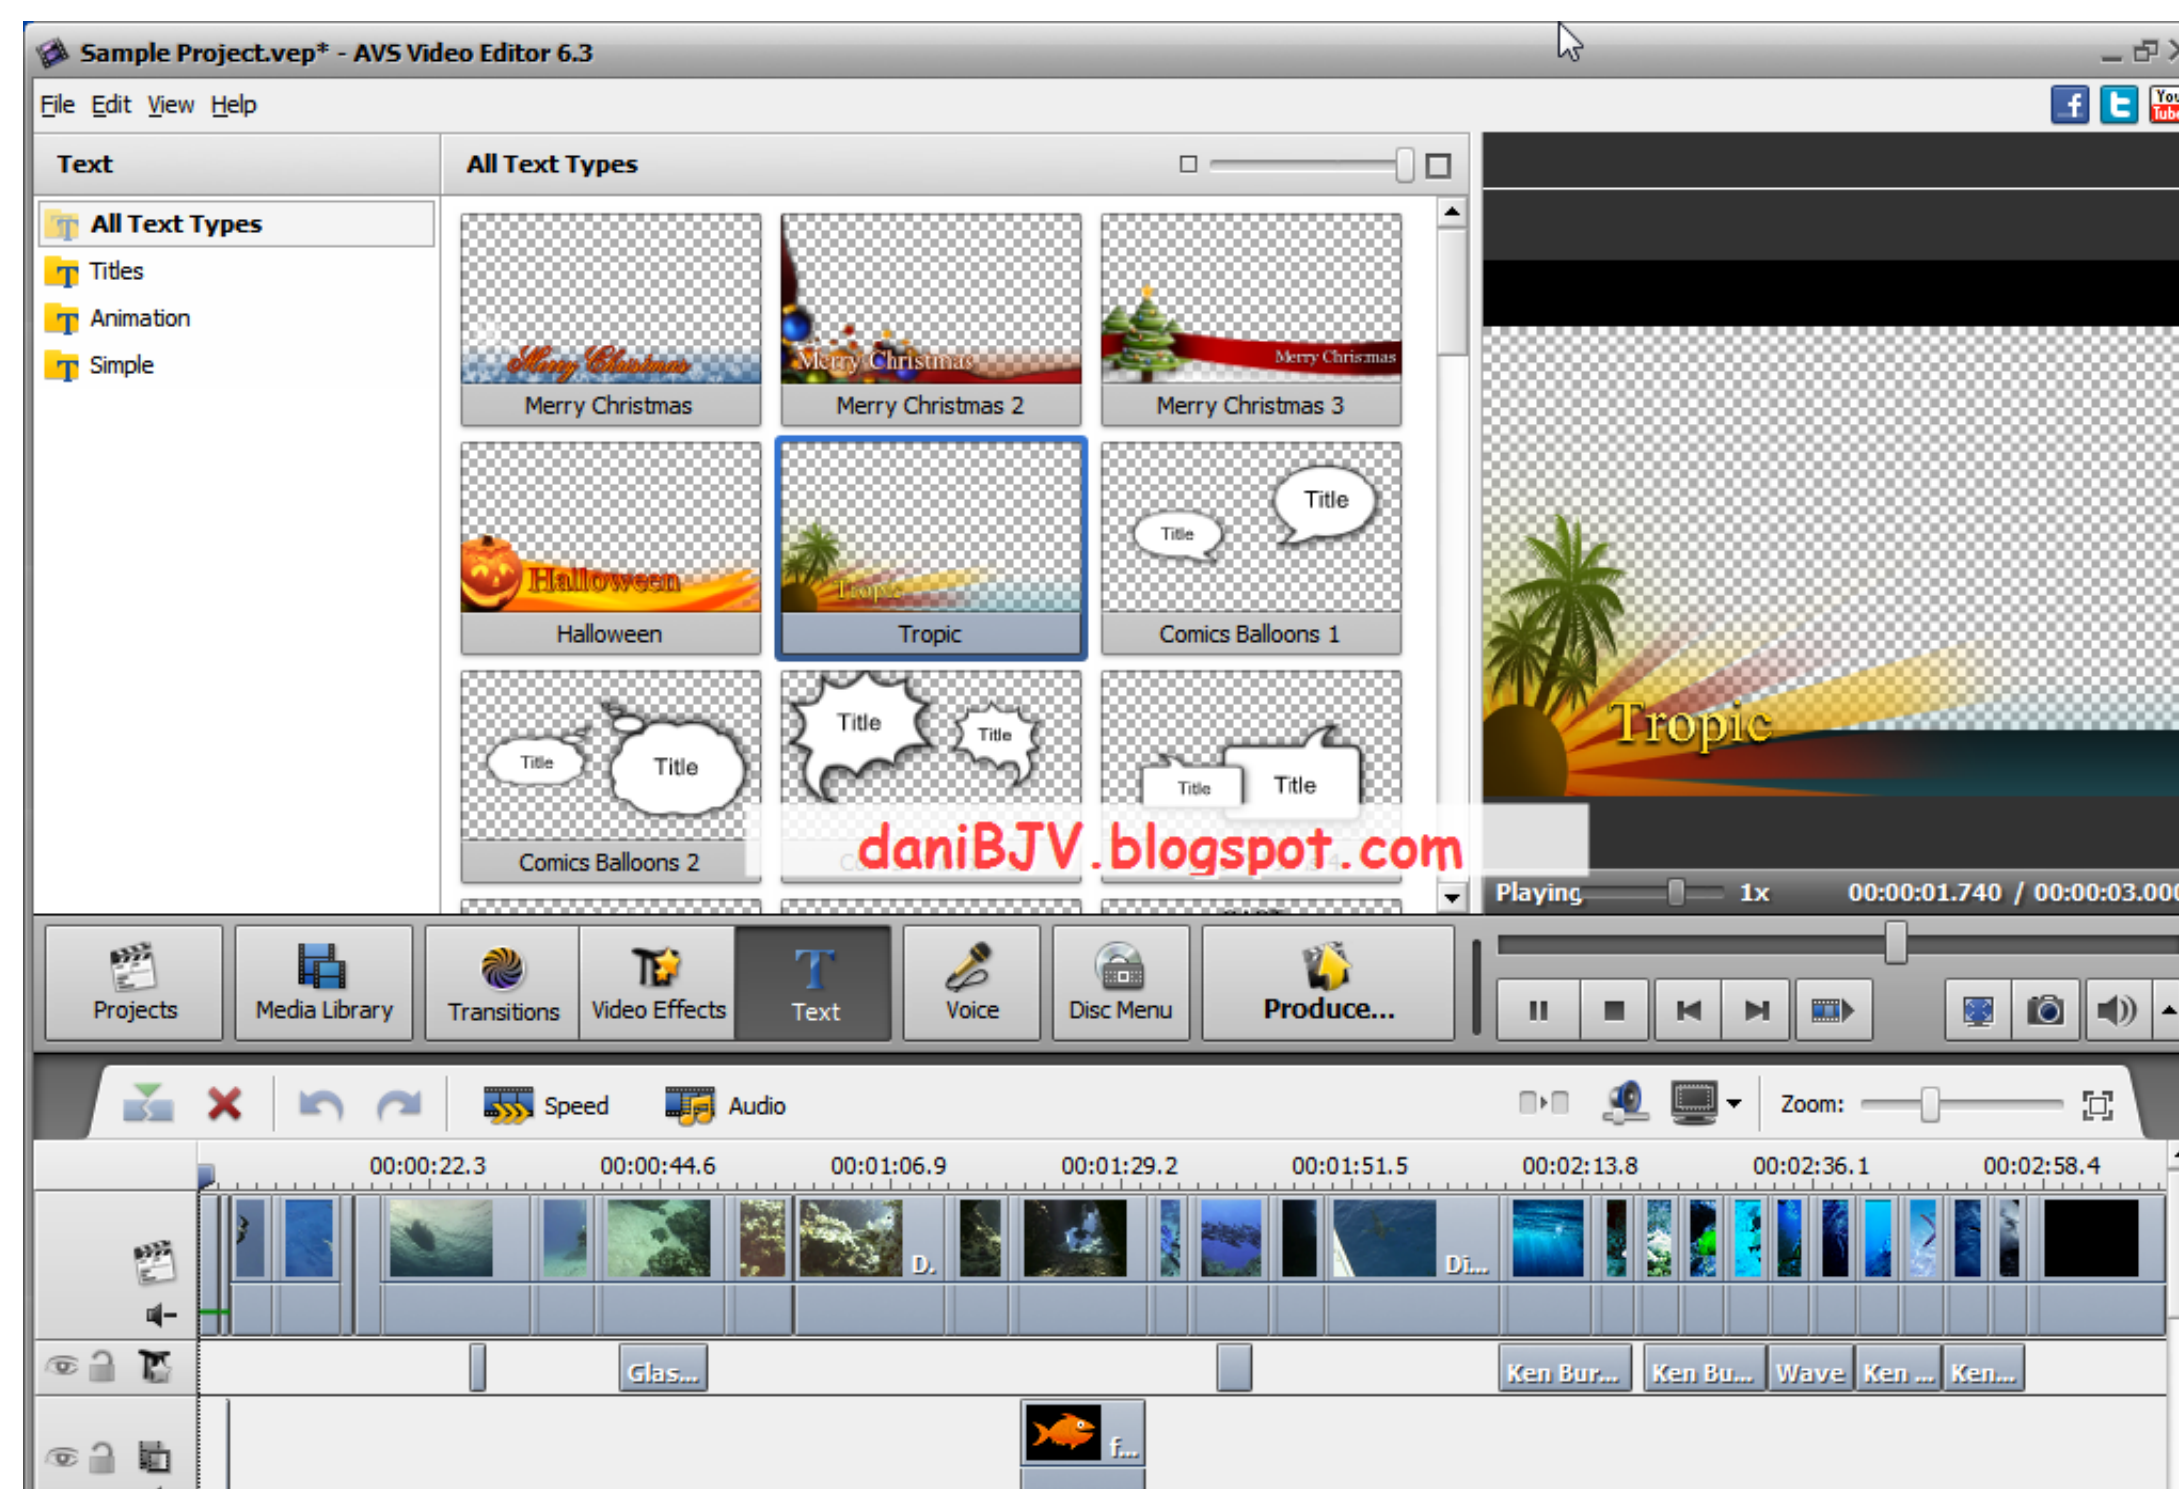 Sample Project.vep* - AVS Video Editor 6.3
File Edit View Help
f t You Tube
Text
All Text Types
All Text Types
Titles
Animation
Simple
Merry Christmas
Merry Christmas
Merry Christmas
Merry Christmas
Merry Christmas 2
Merry Christmas 3
Halloween
Tropic
Title
Title
Halloween
Tropic
Comics Balloons 1
Title
Title
Title
Title
Title
Title
Comics Balloons 2
daniBJV.blogspot.com
Tropic
Playing 1x 00:00:01.740 / 00:00:03.000
Projects
Media Library
Transitions
Video Effects
Text
Voice
Disc Menu
Produce...
Speed
Audio
Zoom:
00:00:22.3 00:00:44.6 00:01:06.9 00:01:29.2 00:01:51.5 00:02:13.8 00:02:36.1 00:02:58.4
D. Di...
Glas... Ken Bur... Ken Bu... Wave Ken ... Ken...
f...